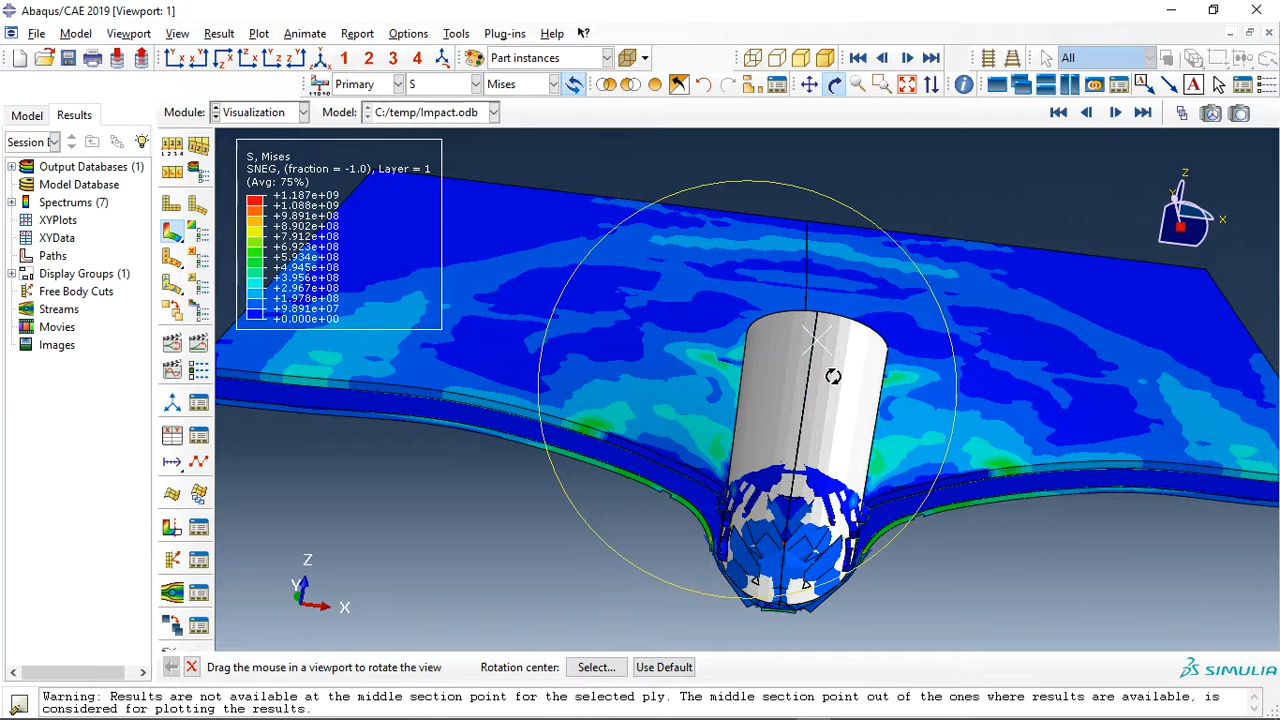 Abaqus/CAE 2019 [Viewport: 1]
File Model Viewport View Result Plot Animate Report Options Tools Plug-ins Help
1 2 3 4 Part instances All
Primary S Mises
Model Results Module: Visualization Model: C:/temp/Impact.odb
Session D
Output Databases (1)
Model Database
Spectrums (7)
XYPlots
XYData
Paths
Display Groups (1)
Free Body Cuts
Streams
Movies
Images
S, Mises
SNEG, (fraction = -1.0), Layer = 1
(Avg: 75%)
+1.187e+09
+1.088e+09
+9.891e+08
+8.902e+08
+7.912e+08
+6.923e+08
+5.934e+08
+4.945e+08
+3.956e+08
+2.967e+08
+1.978e+08
+9.891e+07
+0.000e+00
Z
X
Z
Y
X
Drag the mouse in a viewport to rotate the view Rotation center: Select Use Default
SIMULIA
Warning: Results are not available at the middle section point for the selected ply. The middle section point out of the ones where results are available, is
considered for plotting the results.